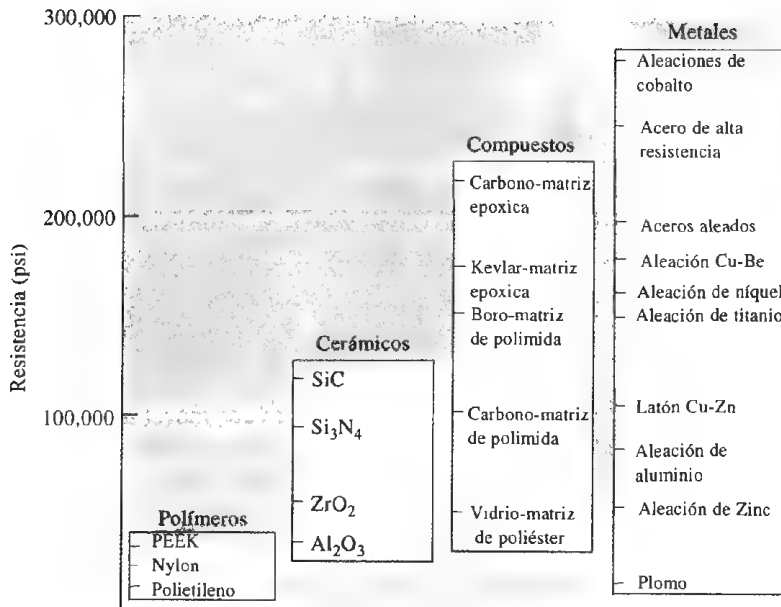 300,000
200,000
100,000
Resistencia (psi)
Polímeros
PEEK
Nylon
Polietileno
Cerámicos
SiC
Si₃N₄
ZrO₂
Al₂O₃
Compuestos
Carbono-matriz
epoxica
Kevlar-matriz
epoxica
Boro-matriz
de polimida
Carbono-matriz
de polimida
Vidrio-matriz
de poliéster
Metales
Aleaciones de
cobalto
Acero de alta
resistencia
Aceros aleados
Aleación Cu-Be
Aleación de níquel
Aleación de titanio
Latón Cu-Zn
Aleación de
aluminio
Aleación de Zinc
Plomo